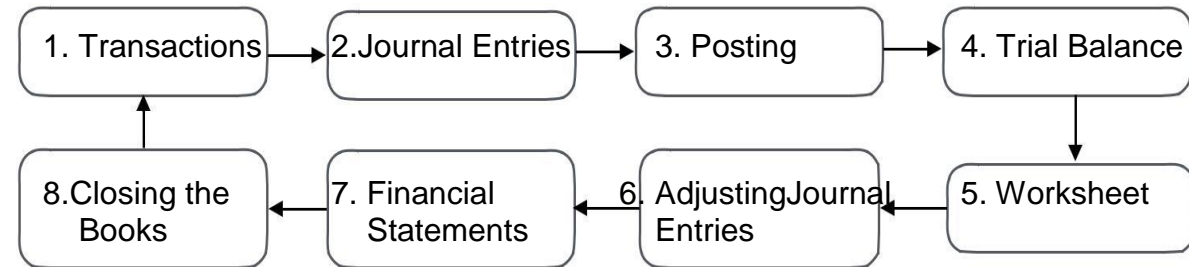 1. Transactions
2.Journal Entries
3. Posting
4. Trial Balance
5. Worksheet
6. AdjustingJournal
Entries
7. Financial
Statements
8.Closing the
Books